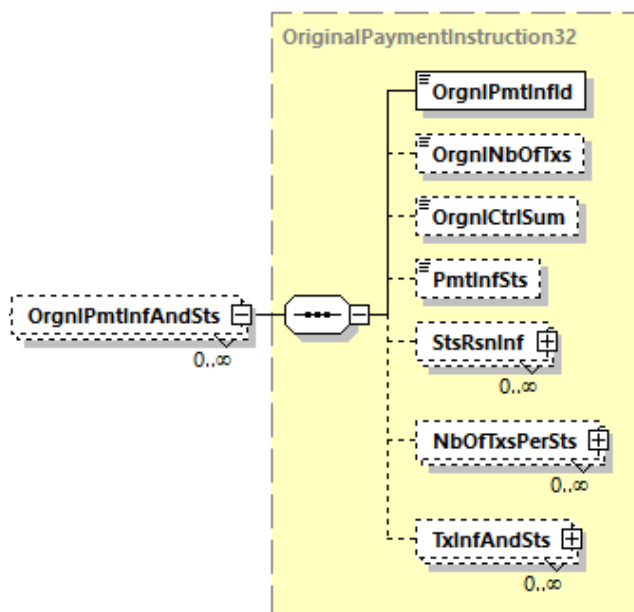 OriginalPaymentInstruction32
OrgnlPmtInfId
OrgnlNbOfTxs
OrgnlCtrlSum
PmtInfSts
OrgnlPmtInfAndSts
0..∞
StsRsnInf
0..∞
NbOfTxsPerSts
0..∞
TxInfAndSts
0..∞